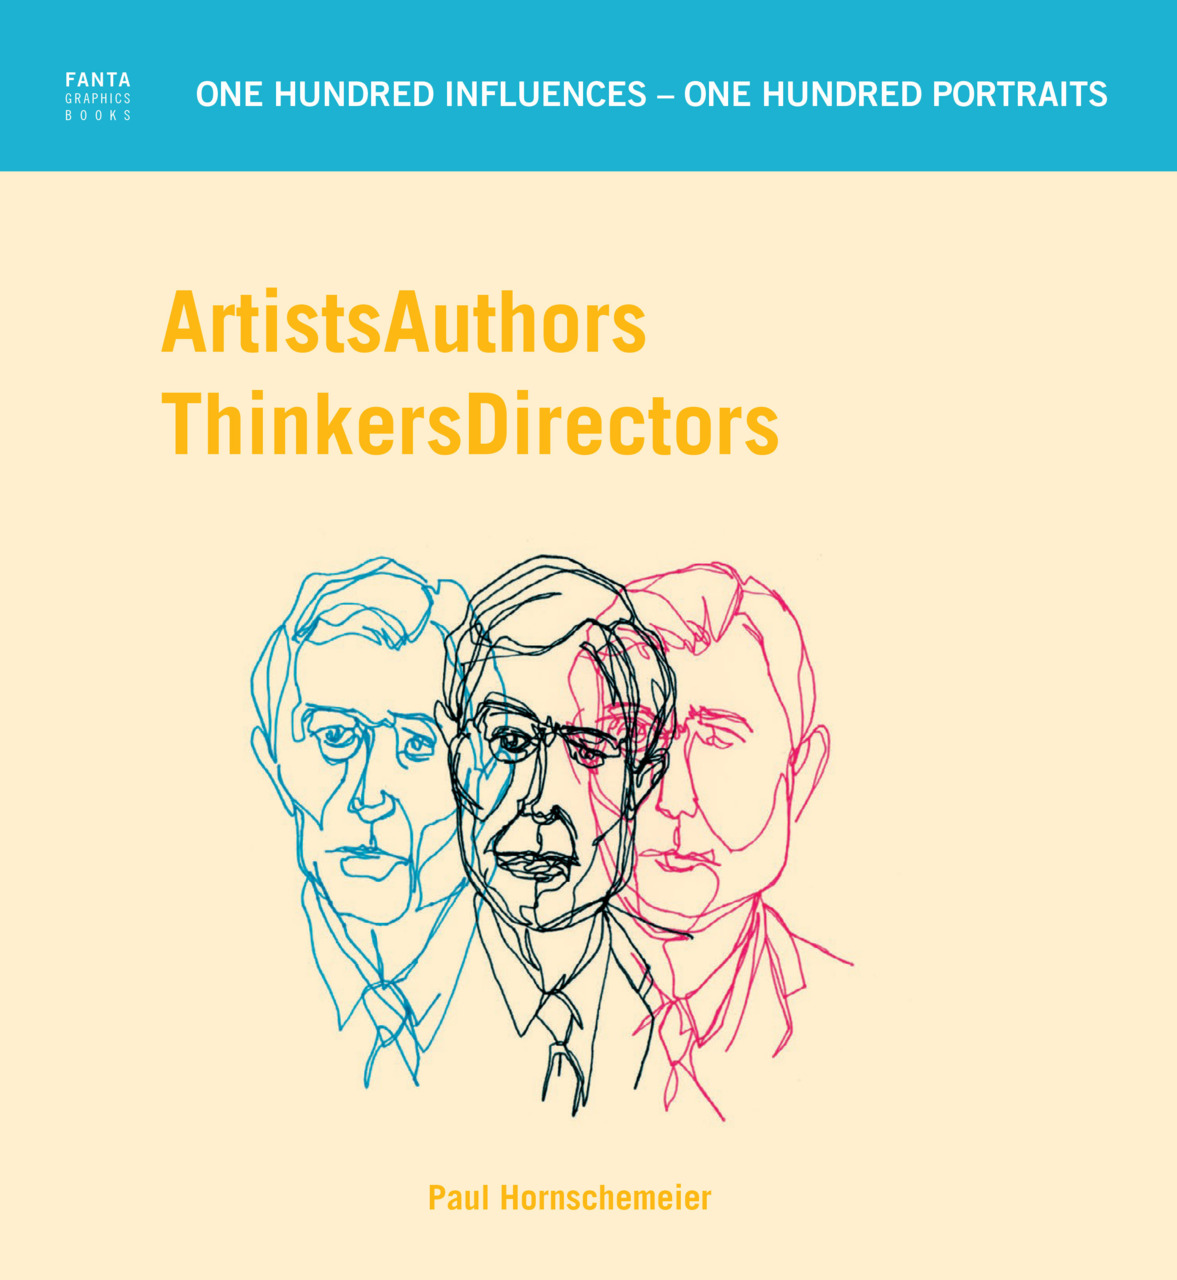 FANTA
GRAPHICS
BOOKS
ONE HUNDRED INFLUENCES – ONE HUNDRED PORTRAITS
ArtistsAuthors
ThinkersDirectors
Paul Hornschemeier